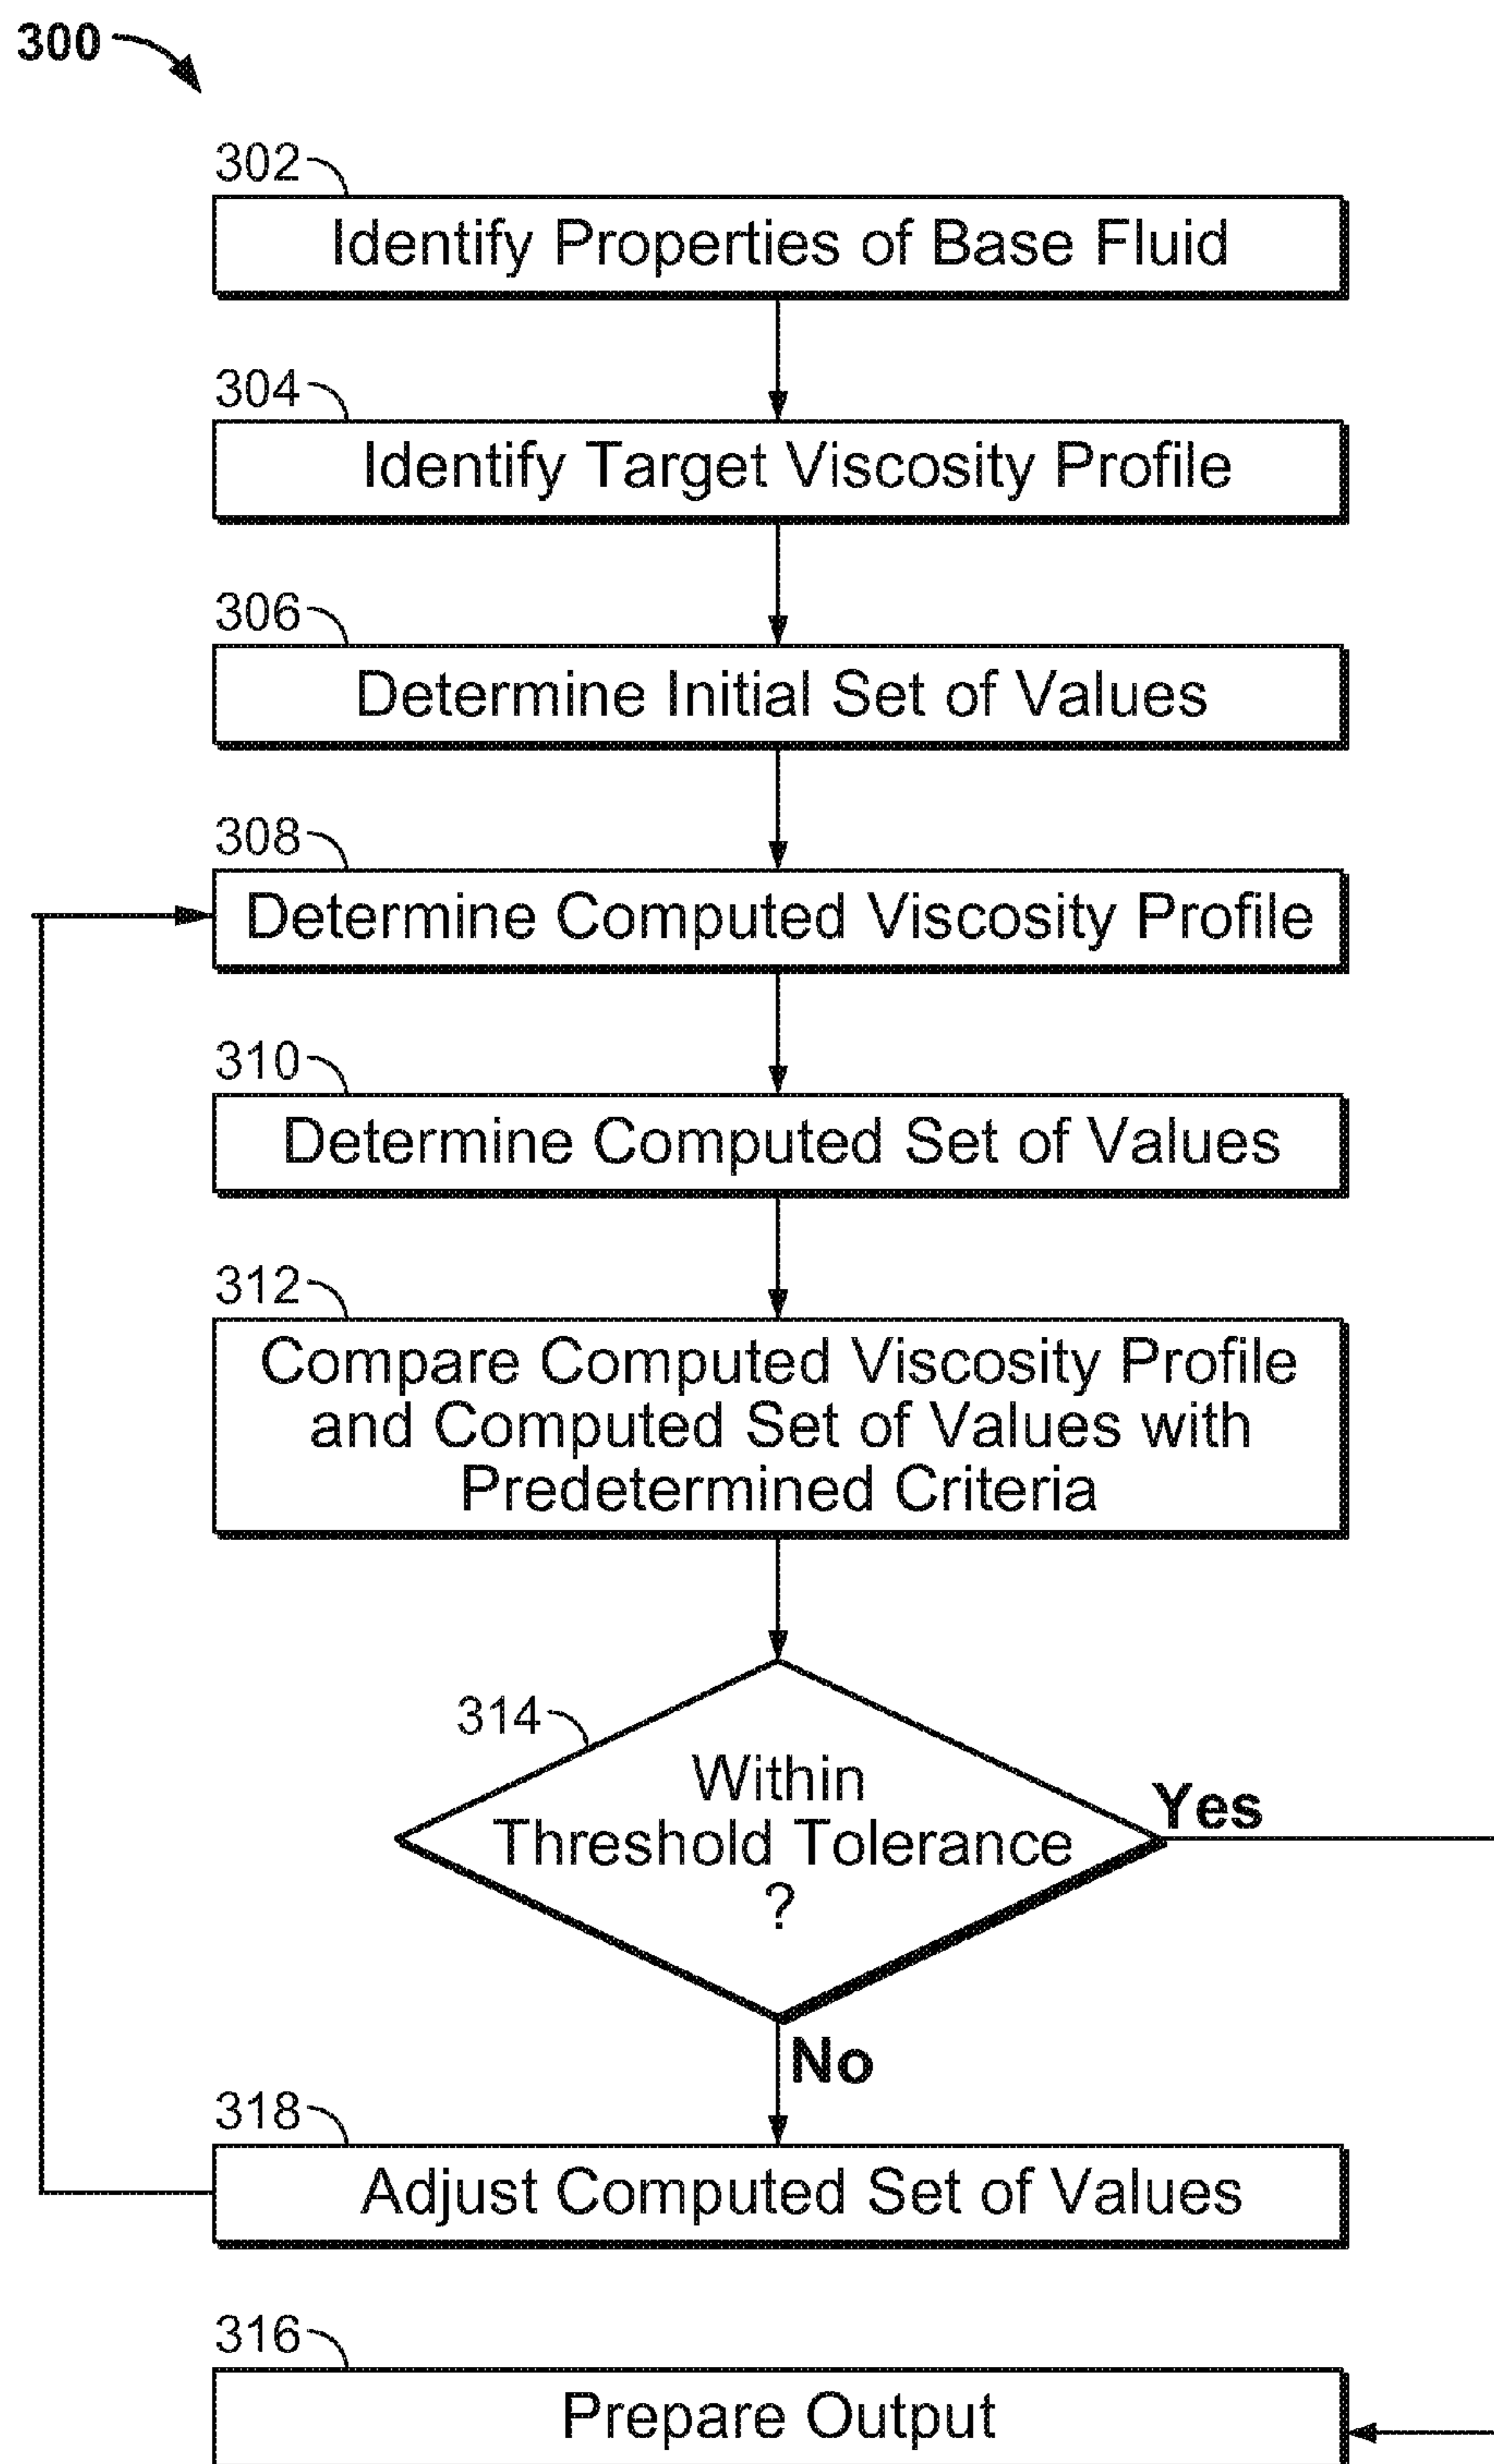 300
302
Identify Properties of Base Fluid
304
Identify Target Viscosity Profile
306
Determine Initial Set of Values
308
Determine Computed Viscosity Profile
310
Determine Computed Set of Values
312
Compare Computed Viscosity Profile
and Computed Set of Values with
Predetermined Criteria
314
Within
Threshold Tolerance
?
Yes
No
318
Adjust Computed Set of Values
316
Prepare Output